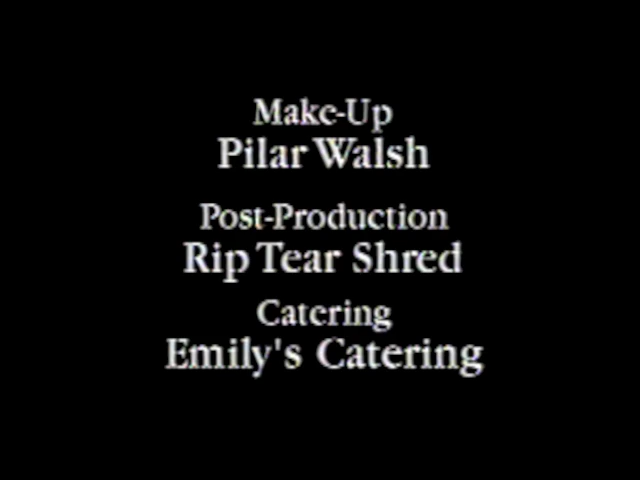 Make-Up
Pilar Walsh
Post-Production
Rip Tear Shred
Catering
Emily's Catering